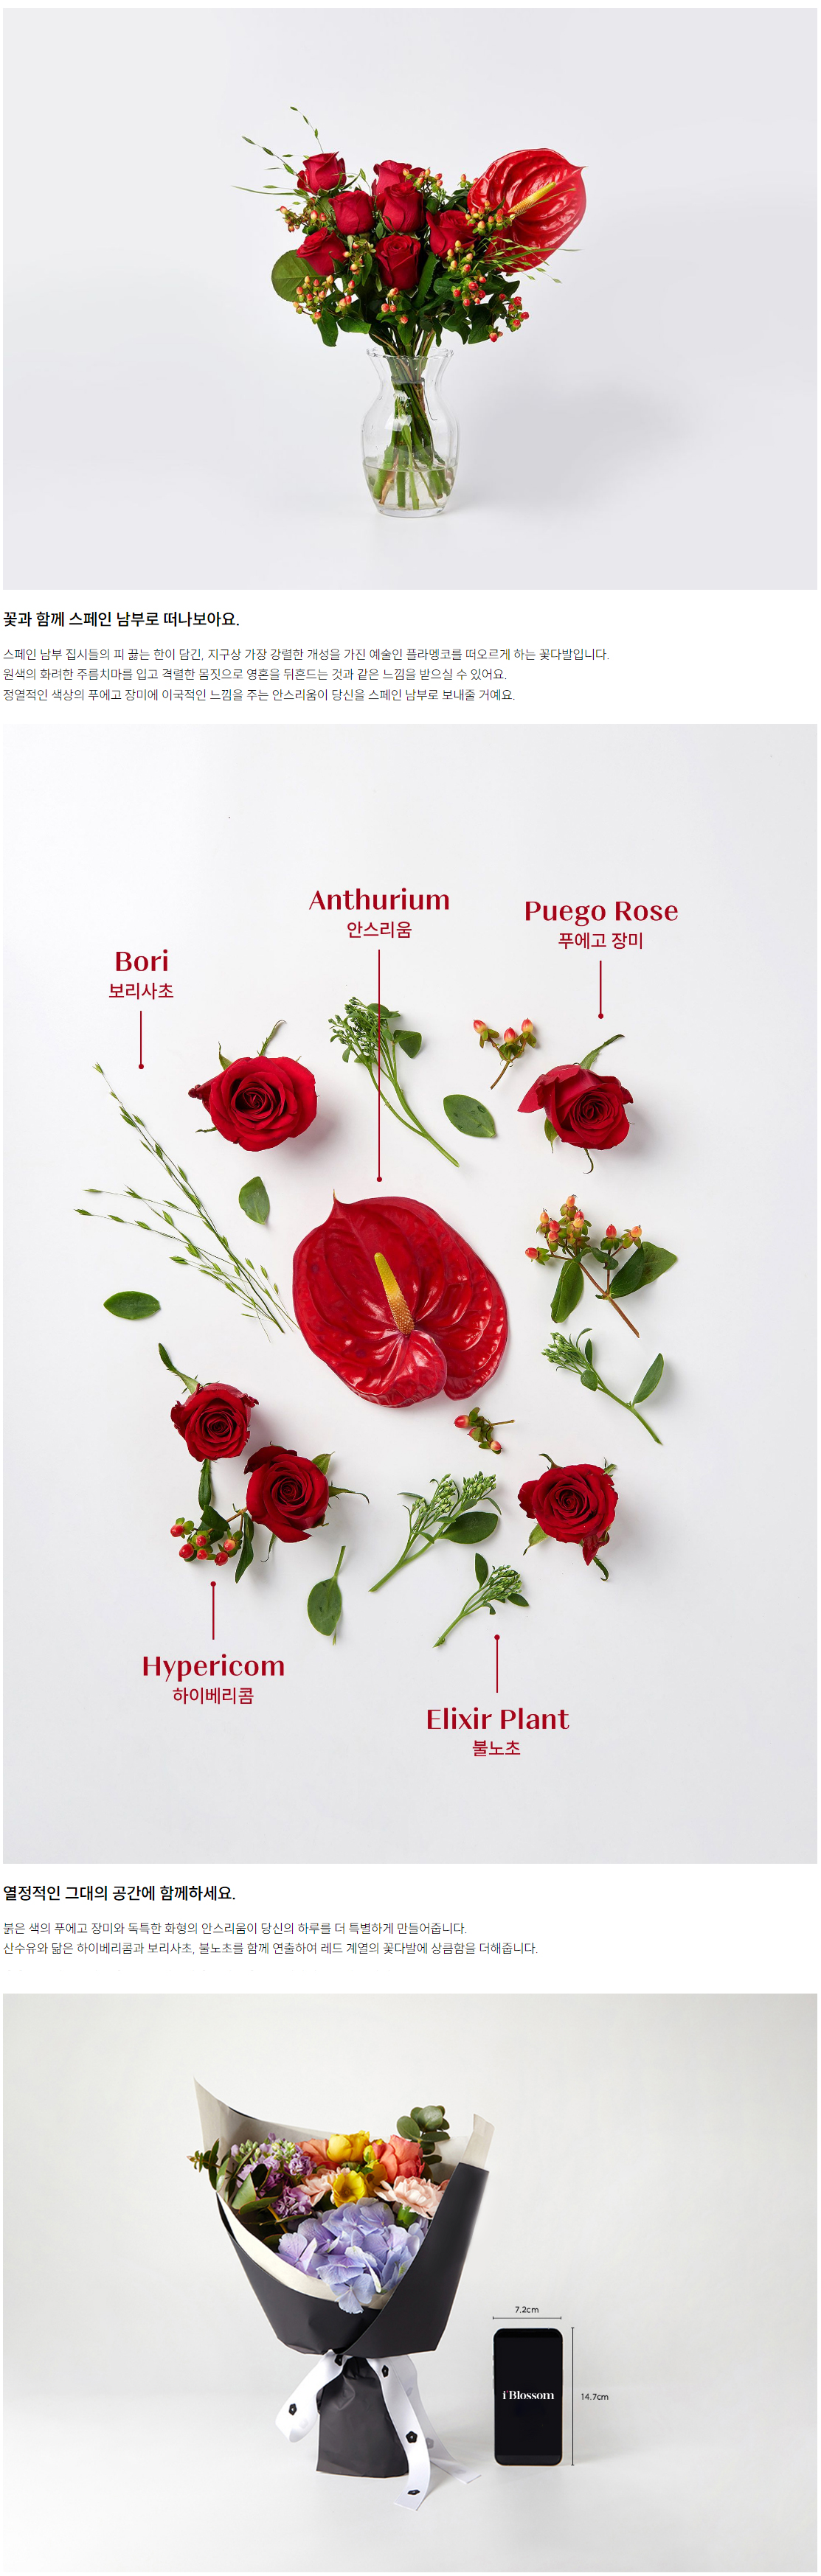 꽃과 함께 스페인 남부로 떠나보아요.
스페인 남부 집시들의 피 끓는 한이 담긴, 지구상 가장 강렬한 개성을 가진 예술인 플라멩코를 떠오르게 하는 꽃다발입니다.
원색의 화려한 주름치마를 입고 격렬한 몸짓으로 영혼을 뒤흔드는 것과 같은 느낌을 받으실 수 있어요.
정열적인 색상의 푸에고 장미에 이국적인 느낌을 주는 안스리움이 당신을 스페인 남부로 보내줄 거예요.
Anthurium
안스리움
Puego Rose
푸에고 장미
Bori
보리사초
Hypericom
하이베리콤
Elixir Plant
불노초
열정적인 그대의 공간에 함께하세요.
붉은 색의 푸에고 장미와 독특한 화형의 안스리움이 당신의 하루를 더 특별하게 만들어줍니다.
산수유와 닮은 하이베리콤과 보리사초, 불노초를 함께 연출하여 레드 계열의 꽃다발에 상큼함을 더해줍니다.
7.2cm
i Blossom
14.7cm